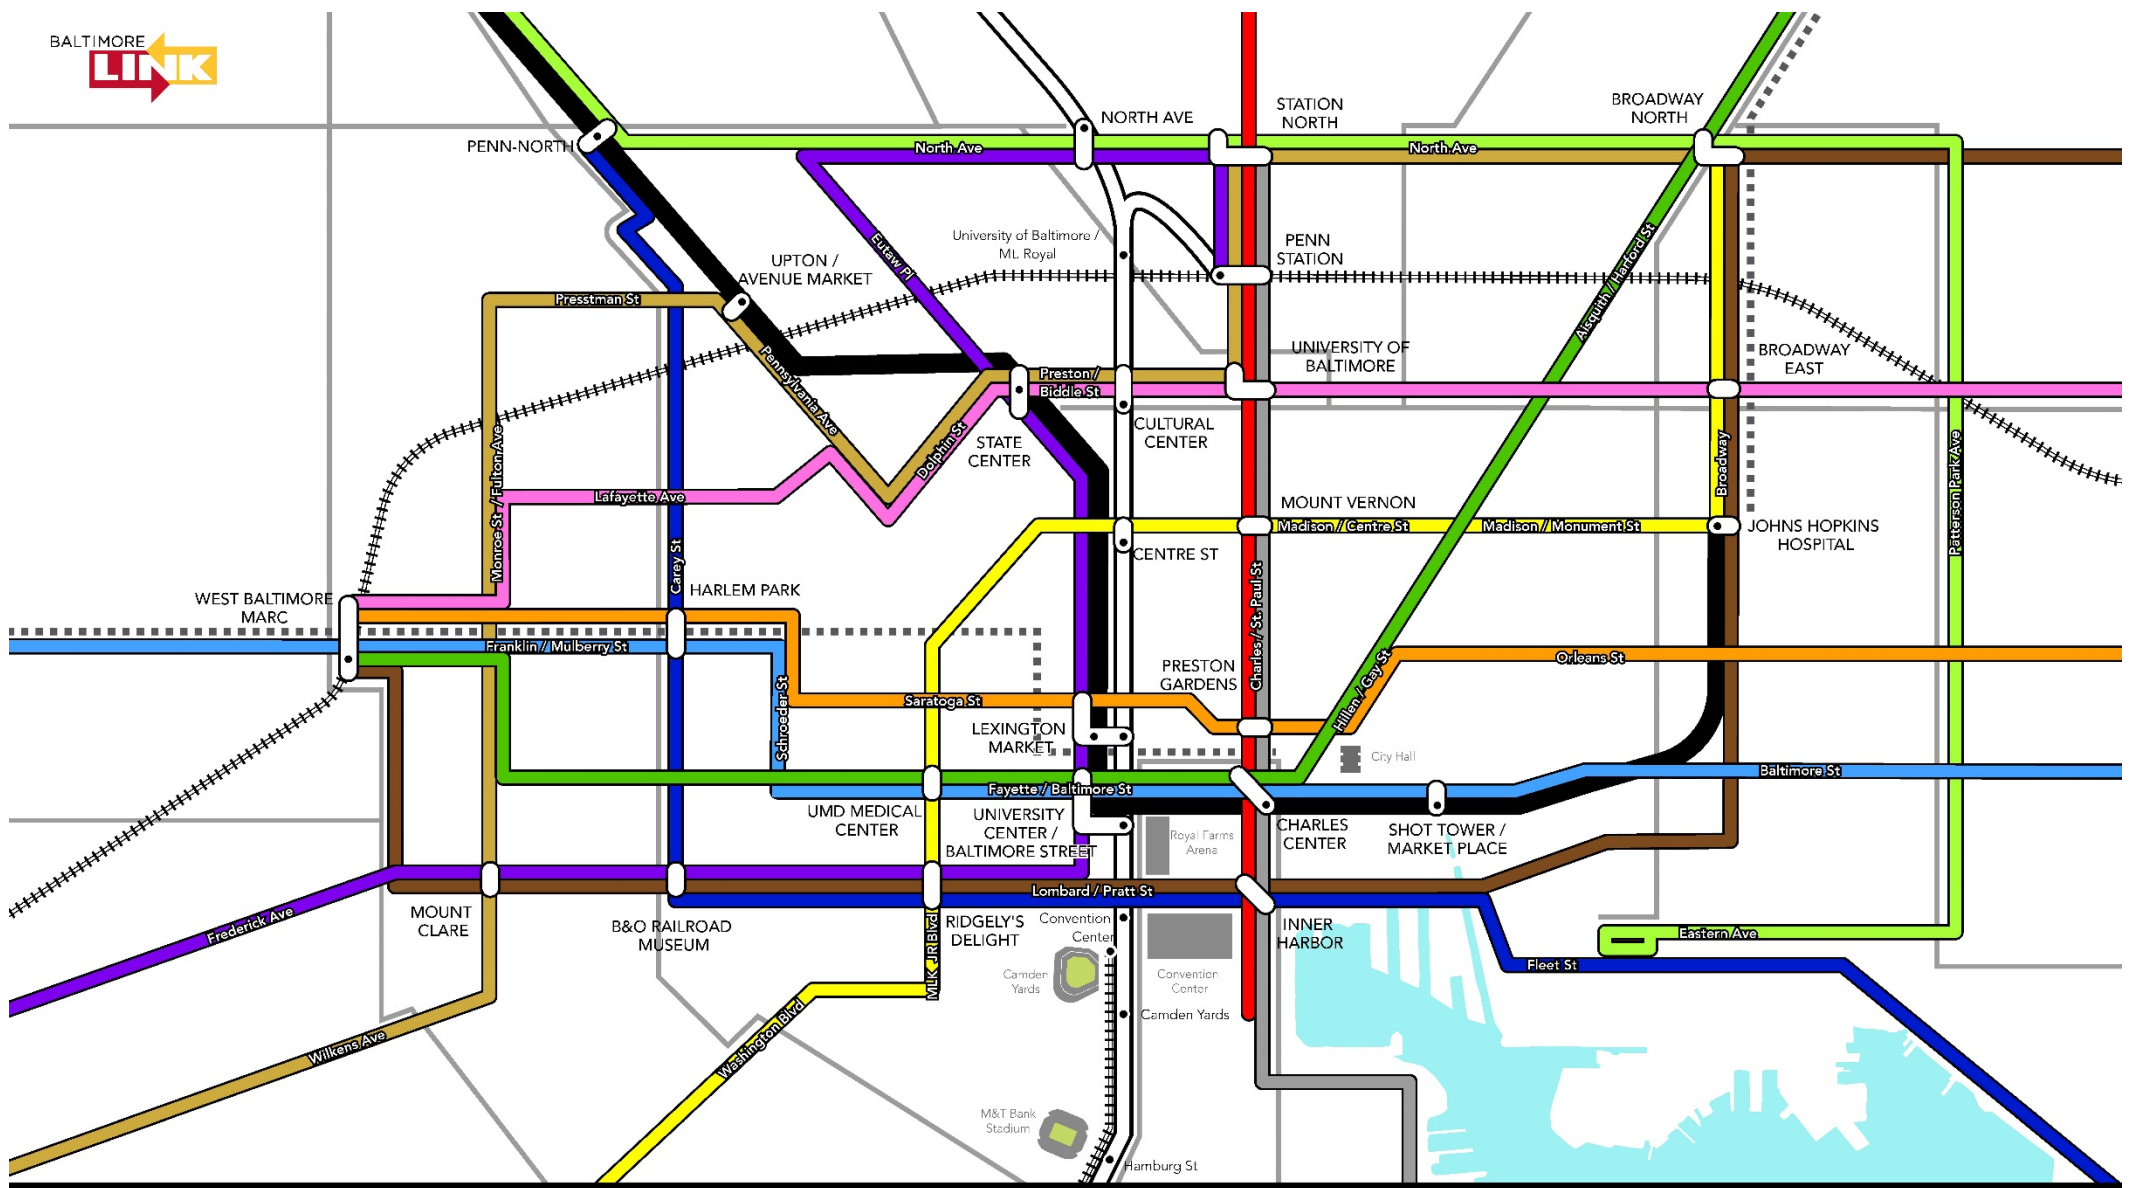 BALTIMORE
LINK
NORTH AVE
STATION
NORTH
BROADWAY
NORTH
PENN-NORTH
North Ave
North Ave
University of Baltimore /
Mt. Royal
PENN
STATION
UPTON /
AVENUE MARKET
Eutaw Pl
Aisquith / Harford St
Presstman St
UNIVERSITY OF
BALTIMORE
BROADWAY
EAST
Pennsylvania Ave
Preston /
Biddle St
CULTURAL
CENTER
STATE
CENTER
Dolphin St
Monroe St / Fulton Ave
Lafayette Ave
Broadway
Patterson Park Ave
MOUNT VERNON
Madison / Centre St
Madison / Monument St
JOHNS HOPKINS
HOSPITAL
CENTRE ST
Carey St
HARLEM PARK
WEST BALTIMORE
MARC
Franklin / Mulberry St
Charles / St. Paul St
PRESTON
GARDENS
Orleans St
Hillen / Gay St
Schroeder St
Saratoga St
LEXINGTON
MARKET
City Hall
Baltimore St
Fayette / Baltimore St
UMD MEDICAL
CENTER
UNIVERSITY
CENTER /
BALTIMORE STREET
Royal Farms
Arena
CHARLES
CENTER
SHOT TOWER /
MARKET PLACE
Lombard / Pratt St
MOUNT
CLARE
B&O RAILROAD
MUSEUM
RIDGELY'S
DELIGHT
Convention
Center
INNER
HARBOR
Frederick Ave
MLK JR Blvd
Eastern Ave
Fleet St
Camden
Yards
Convention
Center
Camden Yards
Wilkens Ave
Washington Blvd
M&T Bank
Stadium
Hamburg St